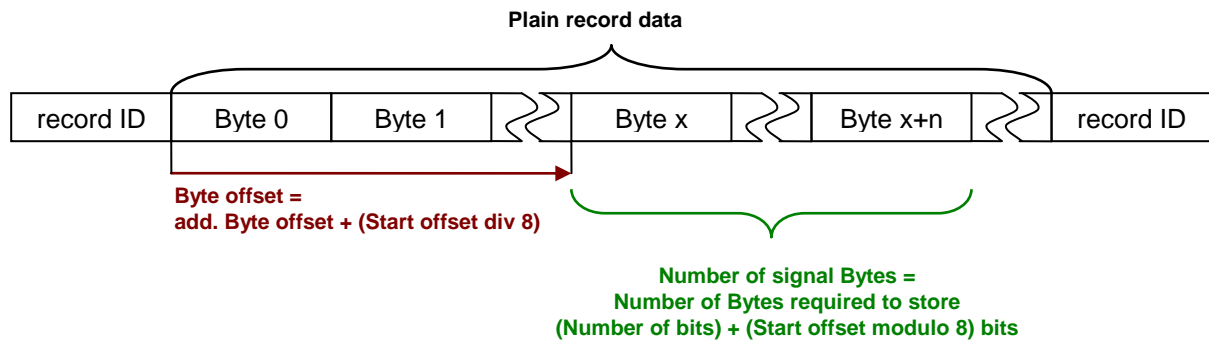 Plain record data
record ID Byte 0 Byte 1 Byte x Byte x+n record ID
Byte offset =
add. Byte offset + (Start offset div 8)
Number of signal Bytes =
Number of Bytes required to store
(Number of bits) + (Start offset modulo 8) bits